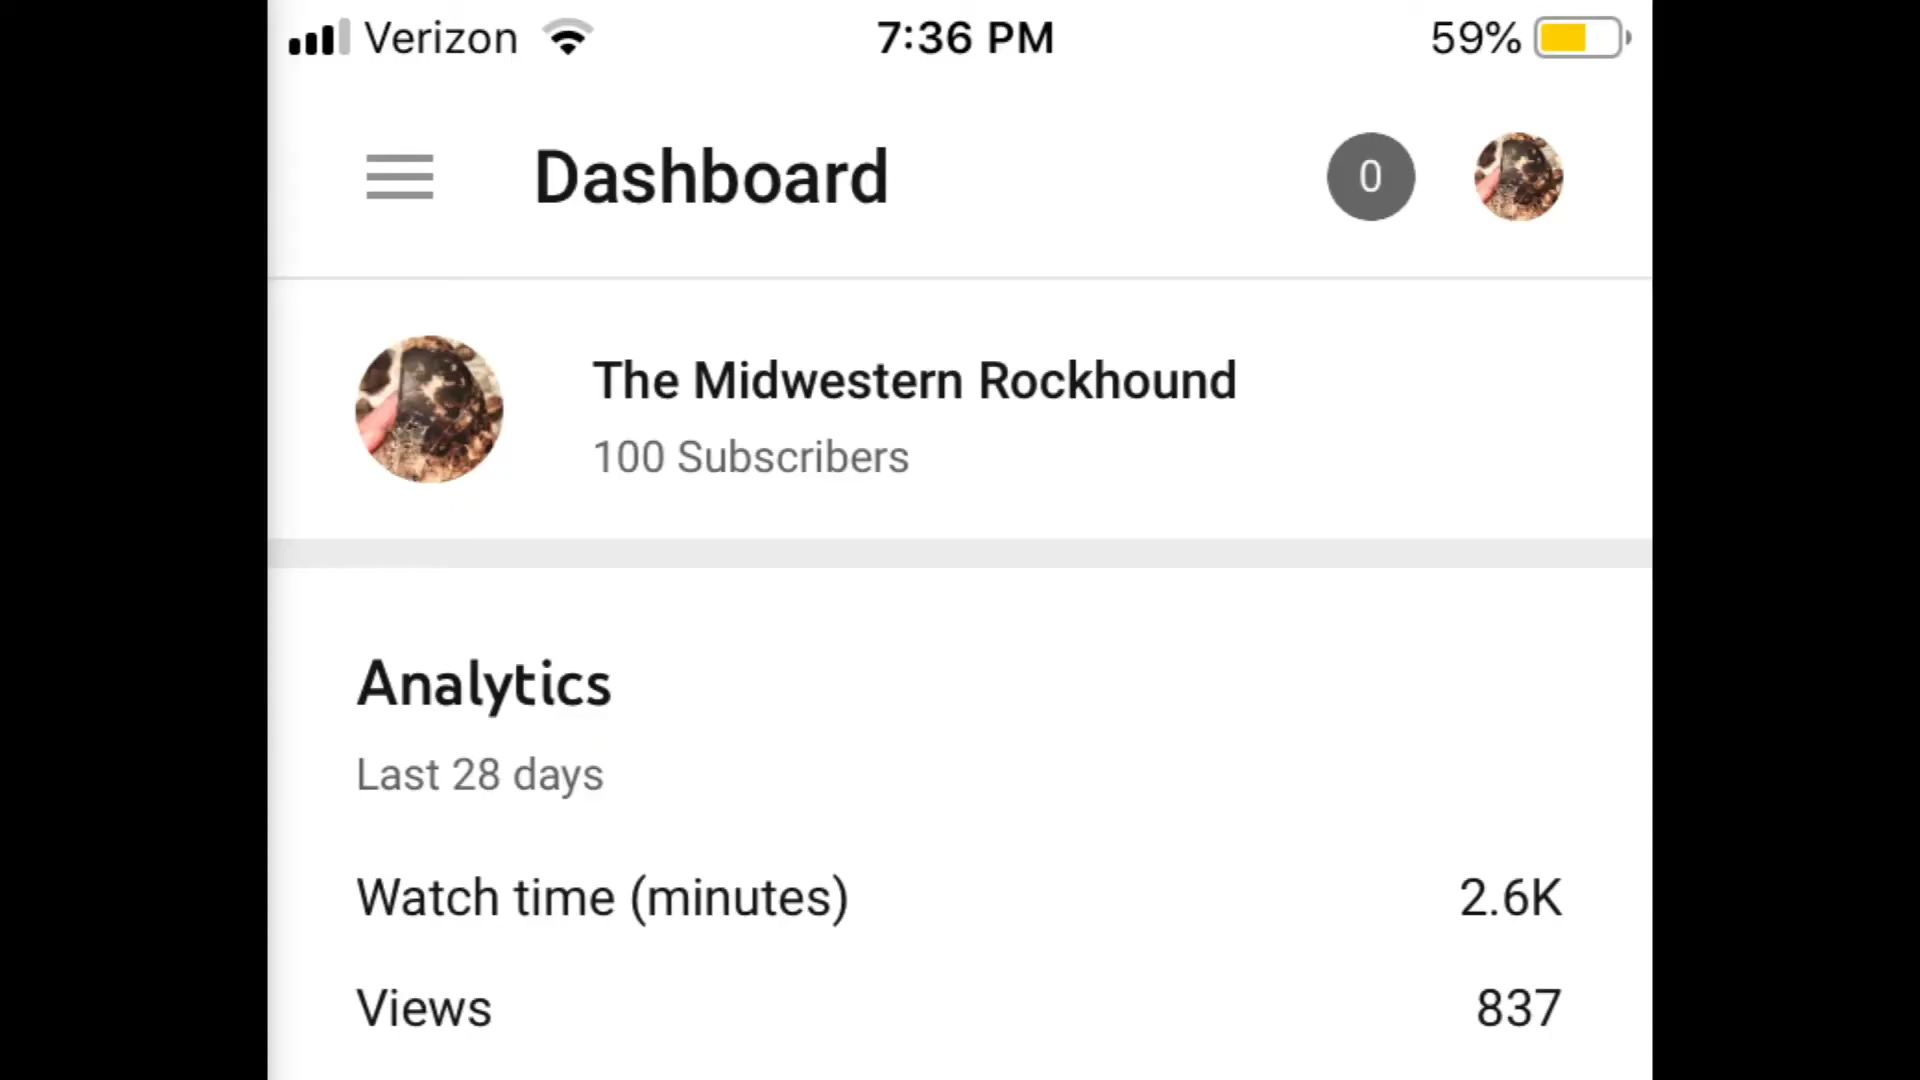 Verizon 7:36 PM 59%
Dashboard 0
The Midwestern Rockhound
100 Subscribers
Analytics
Last 28 days
Watch time (minutes) 2.6K
Views 837